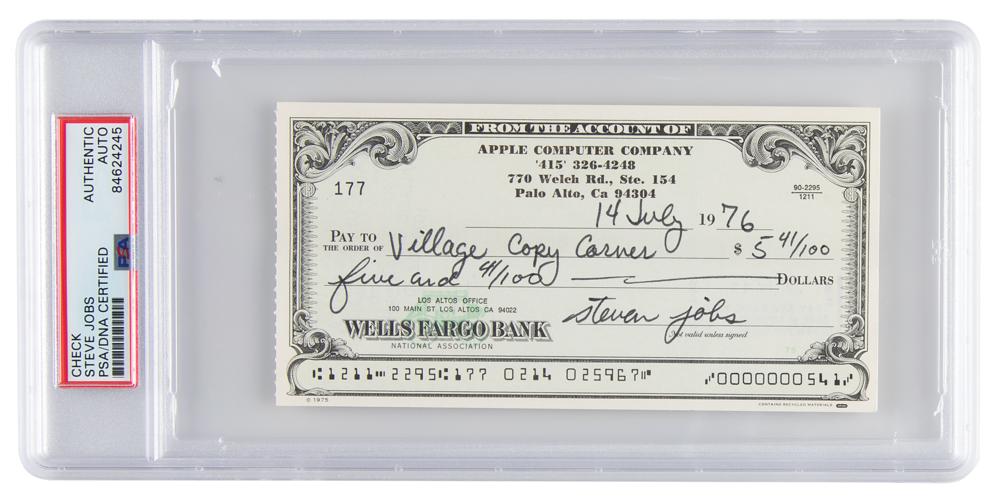 CHECK
STEVE JOBS
PSA/DNA CERTIFIED
AUTHENTIC
AUTO
84624245
PSA
FROM THE ACCOUNT OF
APPLE COMPUTER COMPANY
'415' 326-4248
770 Welch Rd., Ste. 154
Palo Alto, Ca 94304
177
90-2295
1211
14 July 1976
PAY TO
THE ORDER OF Village Copy Corner $ 5 41/100
five and 41/100 DOLLARS
LOS ALTOS OFFICE
100 MAIN ST LOS ALTOS CA 94022
WELLS FARGO BANK
NATIONAL ASSOCIATION
steven jobs
Not valid unless signed
⑆1211⑉2295⑆177 0214 025967⑈ ⑇0000000541⑇
© 1975
CONTAINS RECYCLED MATERIALS